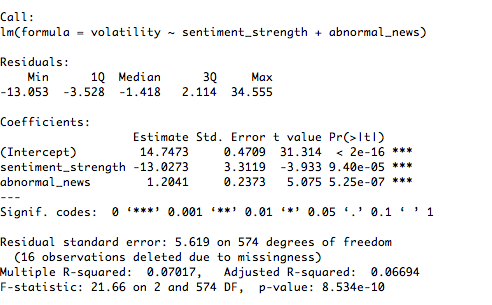 Call:
lm(formula = volatility ~ sentiment_strength + abnormal_news)
Residuals:
Min 1Q Median 3Q Max
-13.053 -3.528 -1.418 2.114 34.555
Coefficients:
Estimate Std. Error t value Pr(>|t|)
(Intercept) 14.7473 0.4709 31.314 < 2e-16 ***
sentiment_strength -13.0273 3.3119 -3.933 9.40e-05 ***
abnormal_news 1.2041 0.2373 5.075 5.25e-07 ***
---
Signif. codes: 0 ‘***’ 0.001 ‘**’ 0.01 ‘*’ 0.05 ‘.’ 0.1 ‘ ’ 1
Residual standard error: 5.619 on 574 degrees of freedom
(16 observations deleted due to missingness)
Multiple R-squared: 0.07017, Adjusted R-squared: 0.06694
F-statistic: 21.66 on 2 and 574 DF, p-value: 8.534e-10